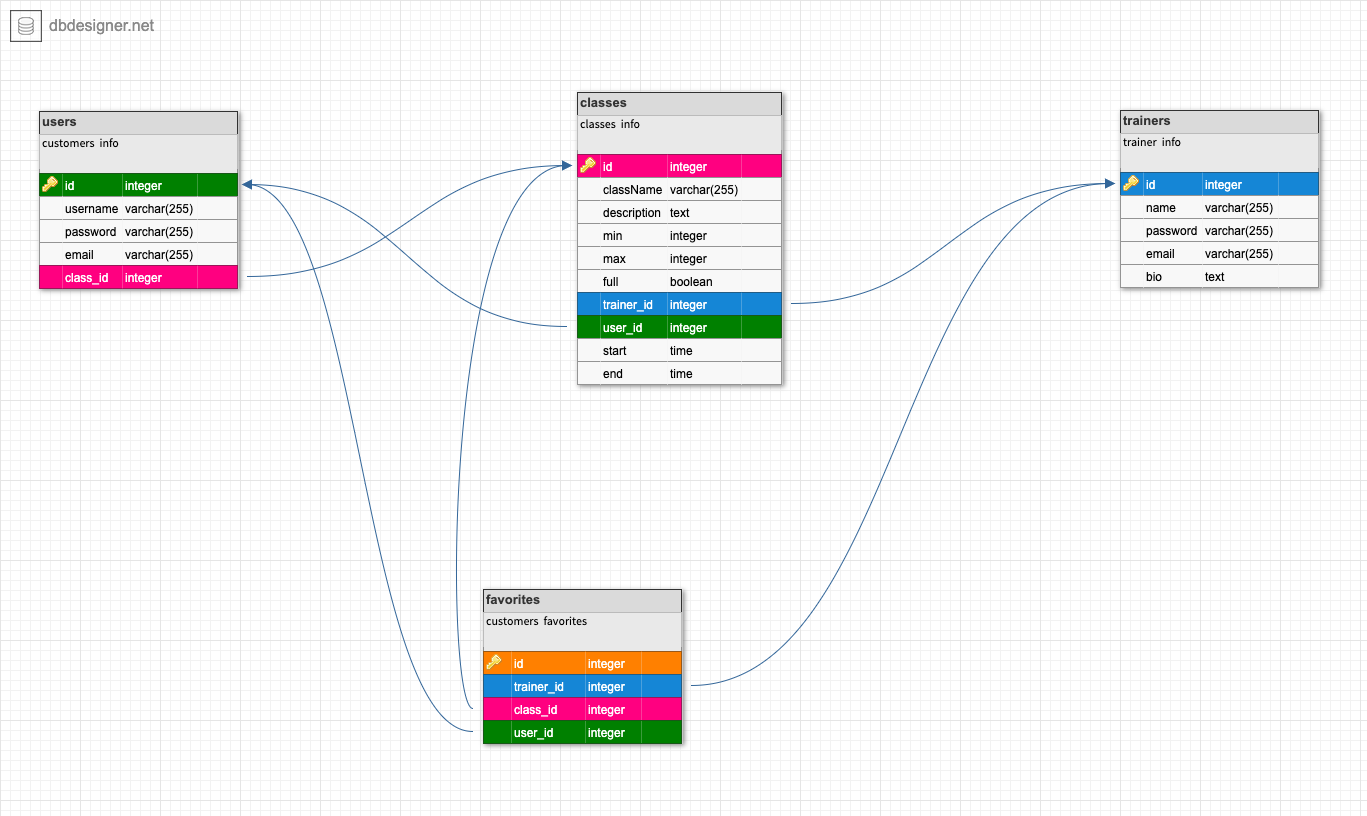 dbdesigner.net
users
customers info
id integer
username varchar(255)
password varchar(255)
email varchar(255)
class_id integer
classes
classes info
id integer
className varchar(255)
description text
min integer
max integer
full boolean
trainer_id integer
user_id integer
start time
end time
trainers
trainer info
id integer
name varchar(255)
password varchar(255)
email varchar(255)
bio text
favorites
customers favorites
id integer
trainer_id integer
class_id integer
user_id integer